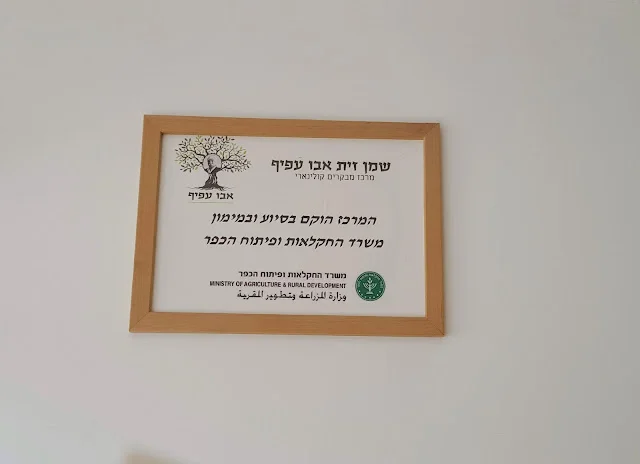 שמן זית אבו עפיף
מרכז מבקרים קולינארי
אבו עפיף
המרכז הוקם בסיוע ובמימון
משרד החקלאות ופיתוח הכפר
משרד החקלאות ופיתוח הכפר
MINISTRY OF AGRICULTURE & RURAL DEVELOPMENT
وزارة الزراعة وتطوير القرية